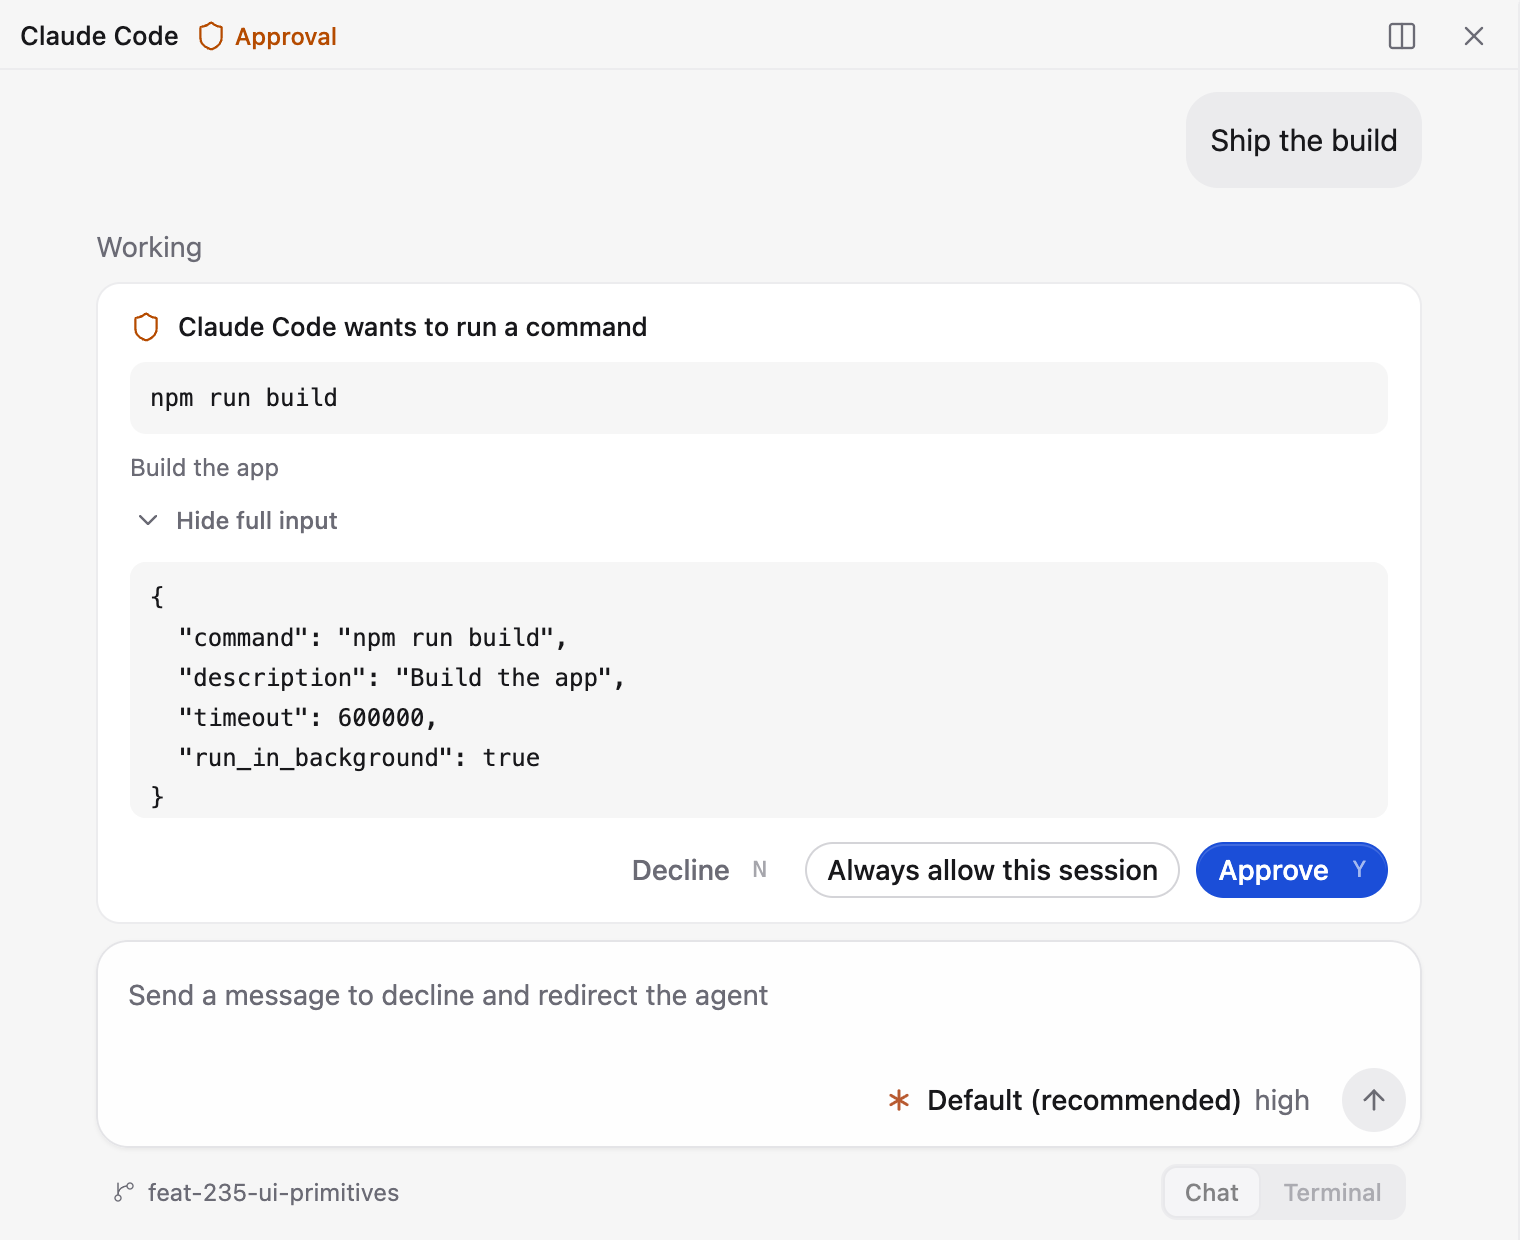 Claude Code Approval
Ship the build
Working
Claude Code wants to run a command
npm run build
Build the app
Hide full input
{
  "command": "npm run build",
  "description": "Build the app",
  "timeout": 600000,
  "run_in_background": true
}
Decline N Always allow this session Approve Y
Send a message to decline and redirect the agent
Default (recommended) high
feat-235-ui-primitives Chat Terminal